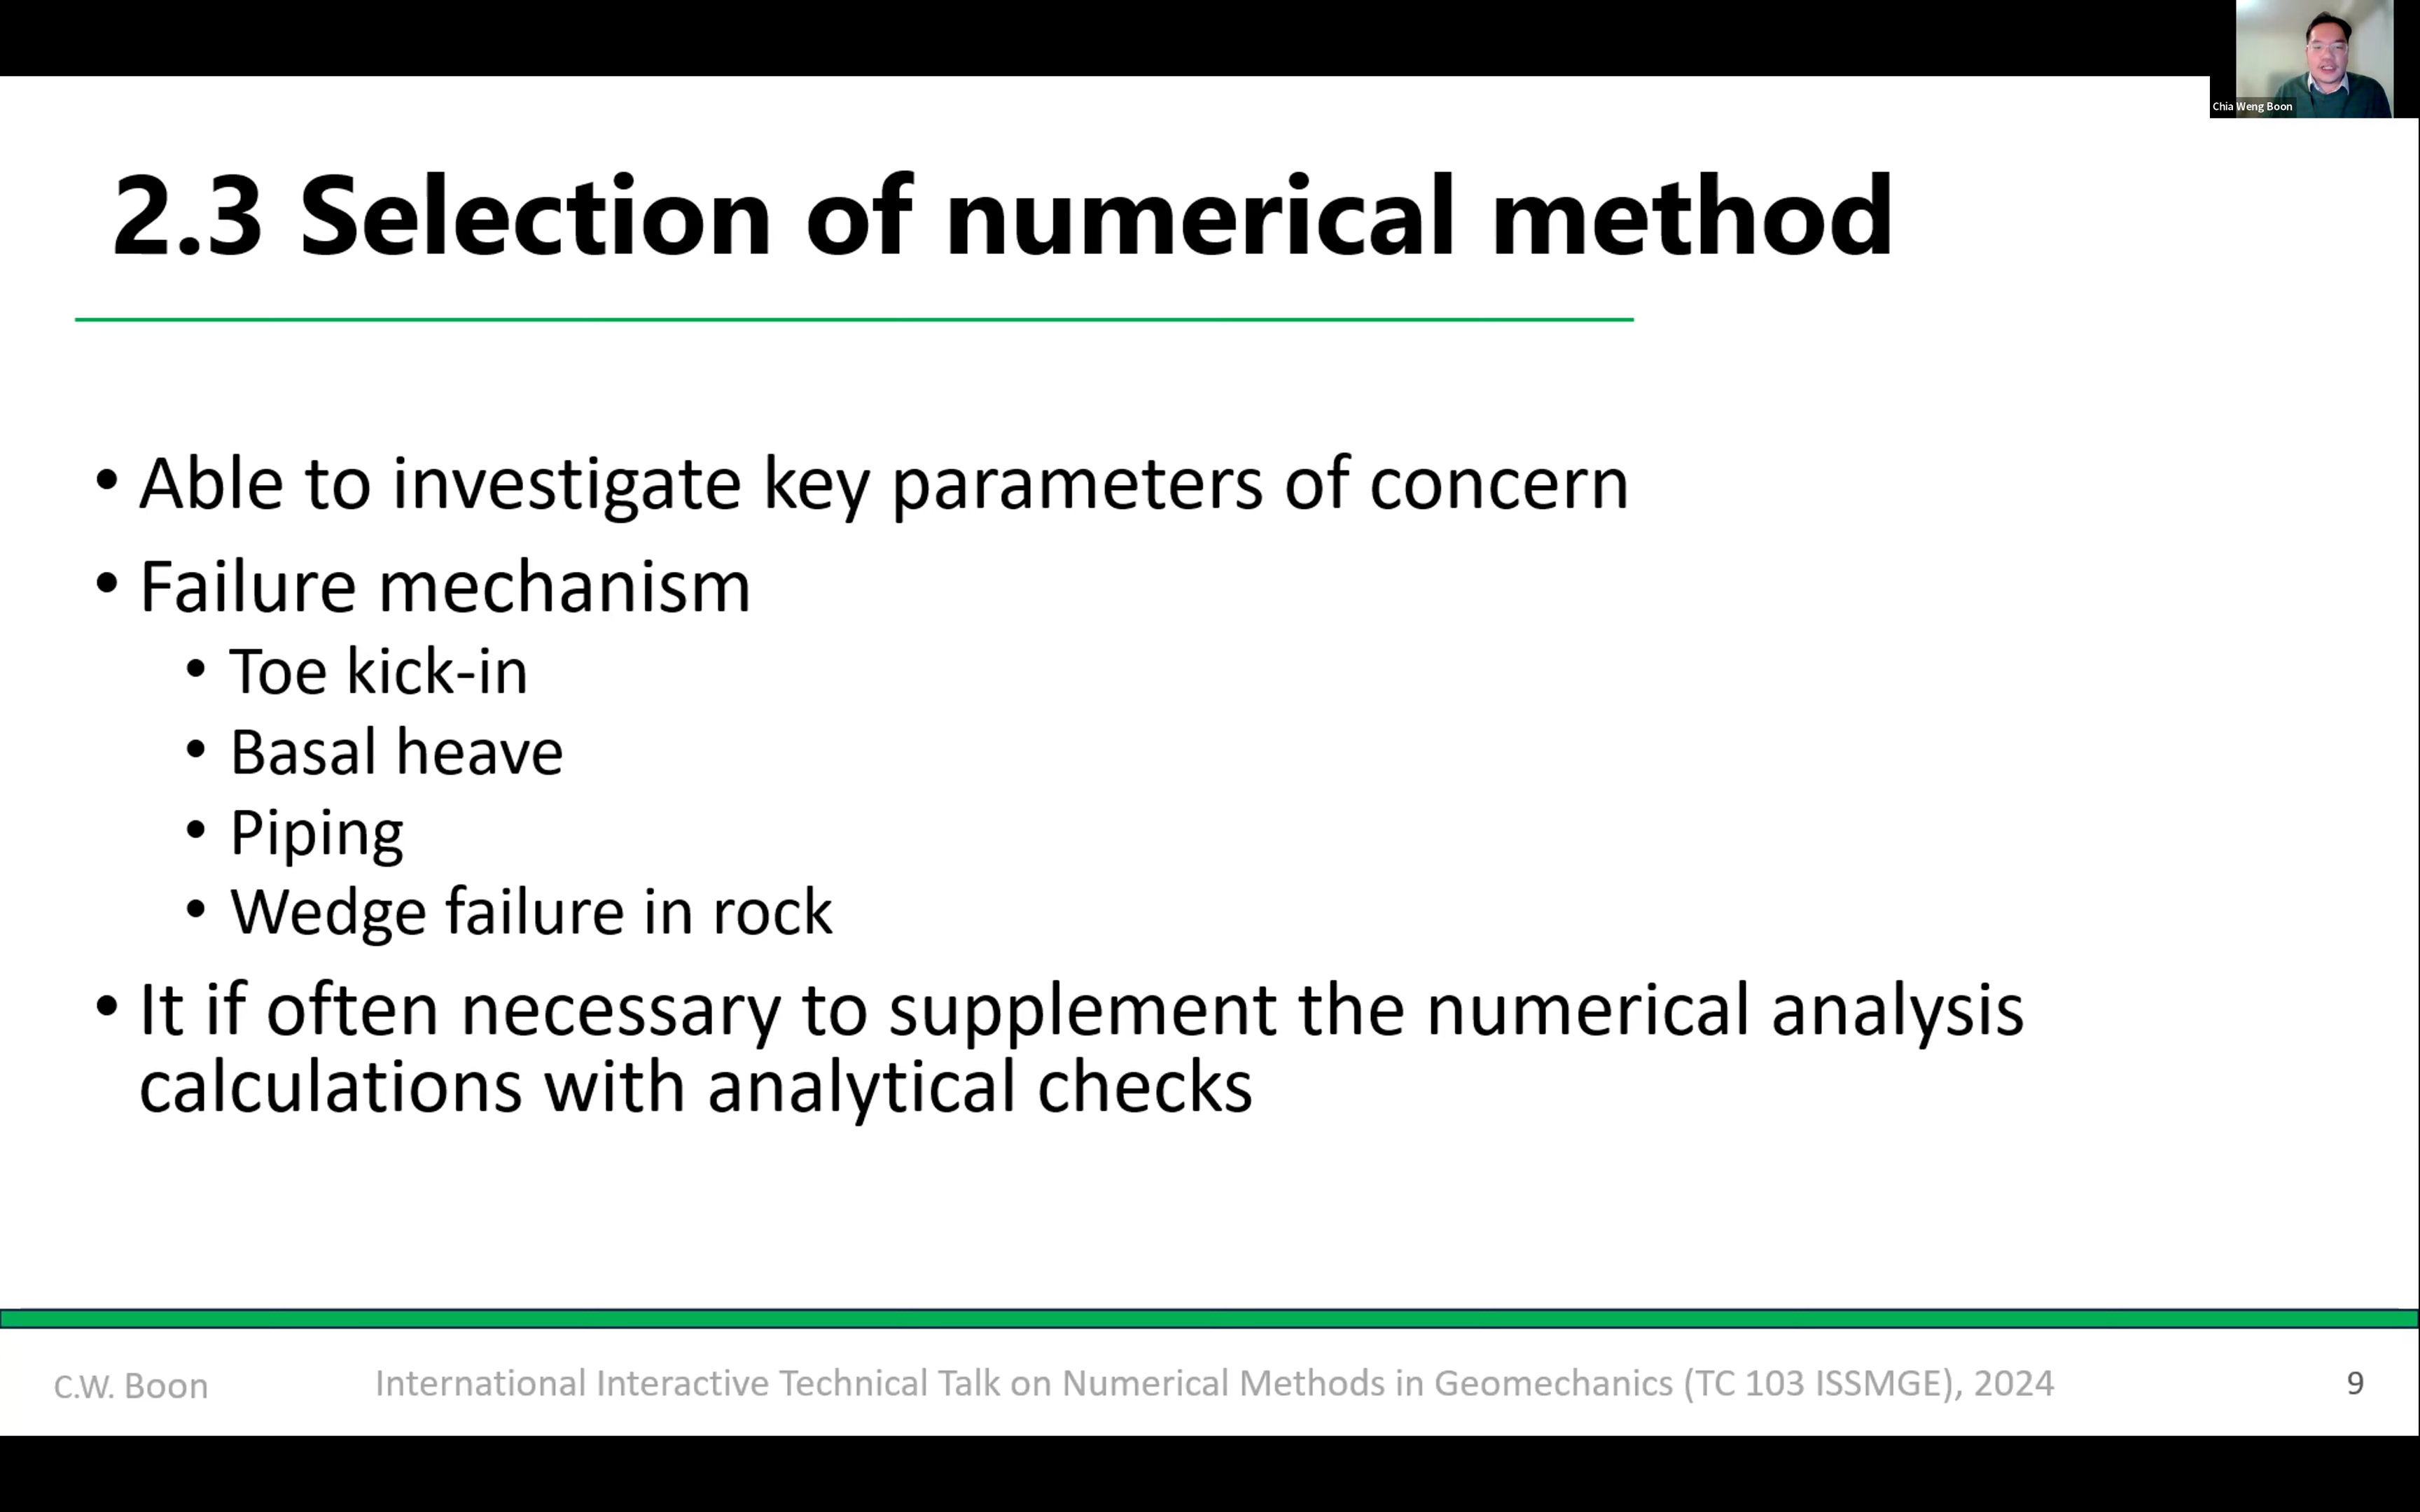 Chia Weng Boon
2.3 Selection of numerical method
• Able to investigate key parameters of concern
• Failure mechanism
• Toe kick-in
• Basal heave
• Piping
• Wedge failure in rock
• It if often necessary to supplement the numerical analysis
calculations with analytical checks
C.W. Boon
International Interactive Technical Talk on Numerical Methods in Geomechanics (TC 103 ISSMGE), 2024
9